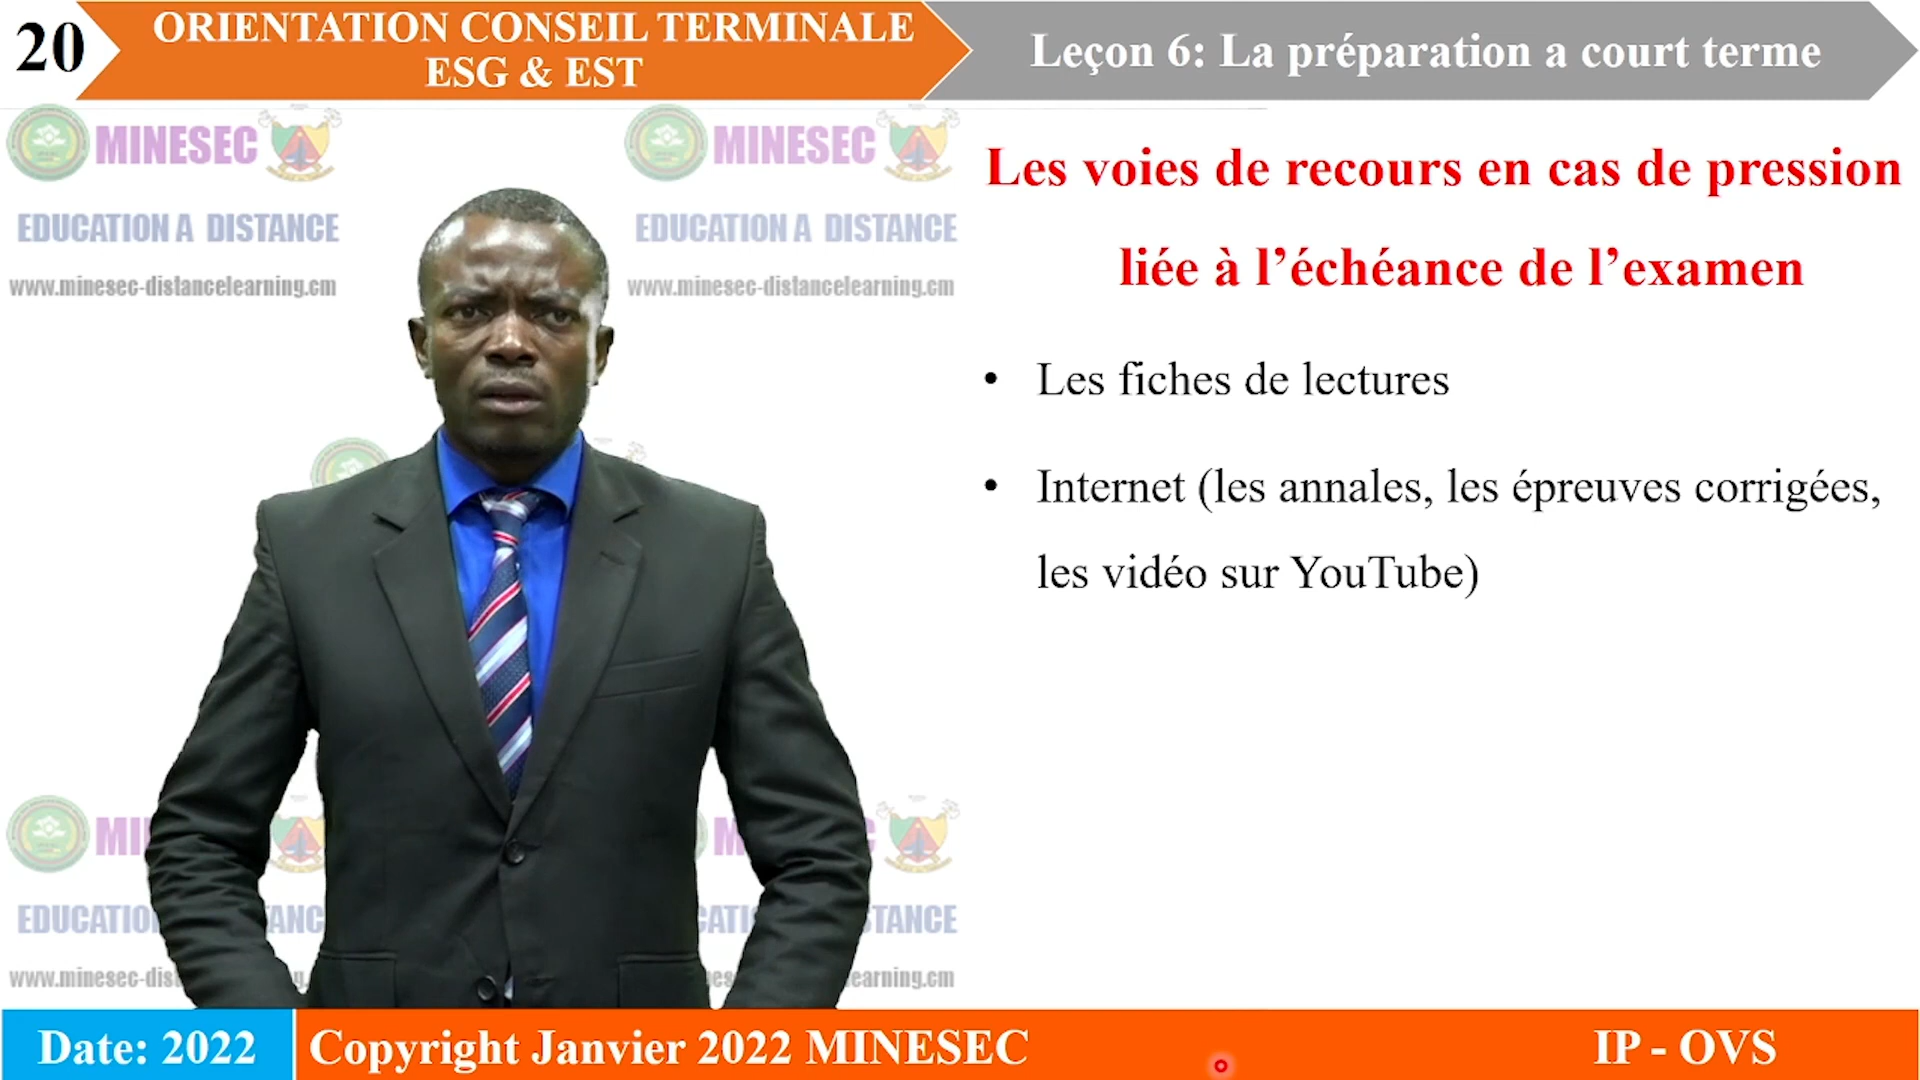 20
ORIENTATION CONSEIL TERMINALE
ESG & EST
Leçon 6: La préparation a court terme
MINESEC
EDUCATION A DISTANCE
www.minesec-distancelearning.cm
MINESEC
EDUCATION A DISTANCE
www.minesec-distancelearning.cm
Les voies de recours en cas de pression
liée à l’échéance de l’examen
• Les fiches de lectures
• Internet (les annales, les épreuves corrigées,
les vidéo sur YouTube)
Date: 2022
Copyright Janvier 2022 MINESEC
IP - OVS